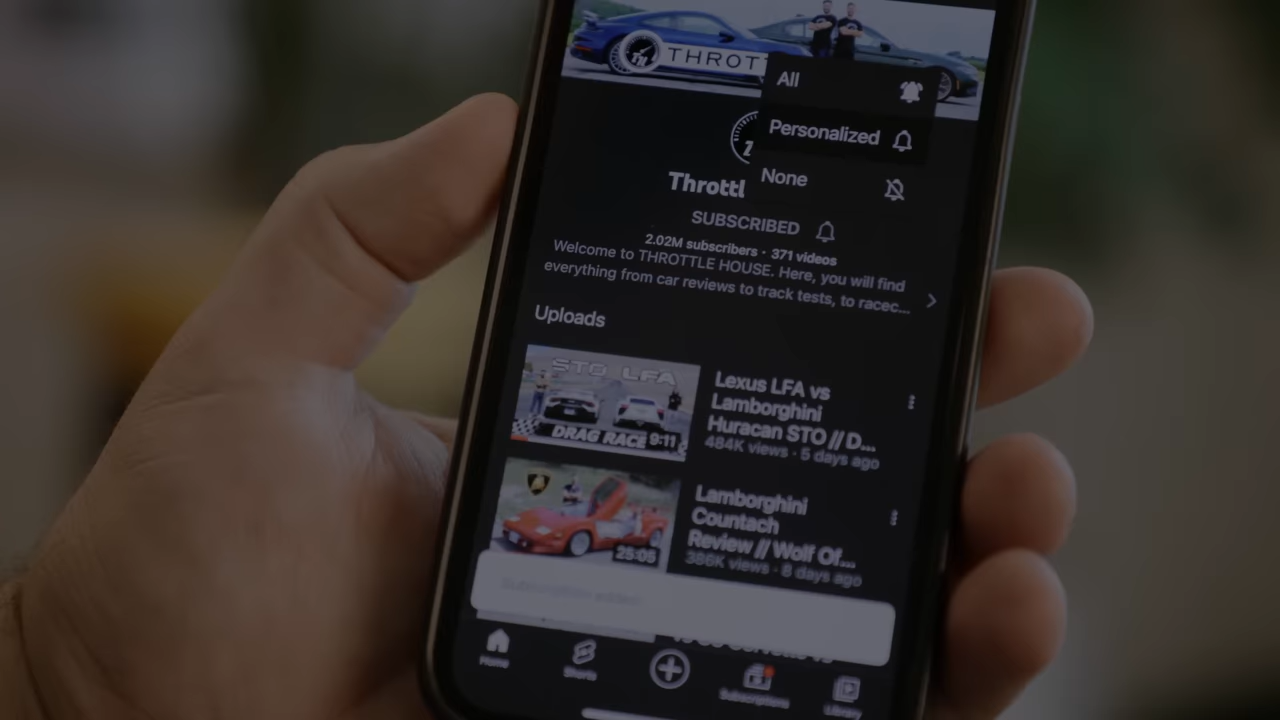 THROT
All
Personalized
None
Throttl
SUBSCRIBED
2.02M subscribers · 371 videos
Welcome to THROTTLE HOUSE. Here, you will find
everything from car reviews to track tests, to racec...
Uploads
STO LFA
DRAG RACE
9:11
Lexus LFA vs
Lamborghini
Huracan STO // D...
484K views · 5 days ago
25:05
Lamborghini
Countach
Review // Wolf Of...
386K views · 8 days ago
Home
Shorts
Subscriptions
Library